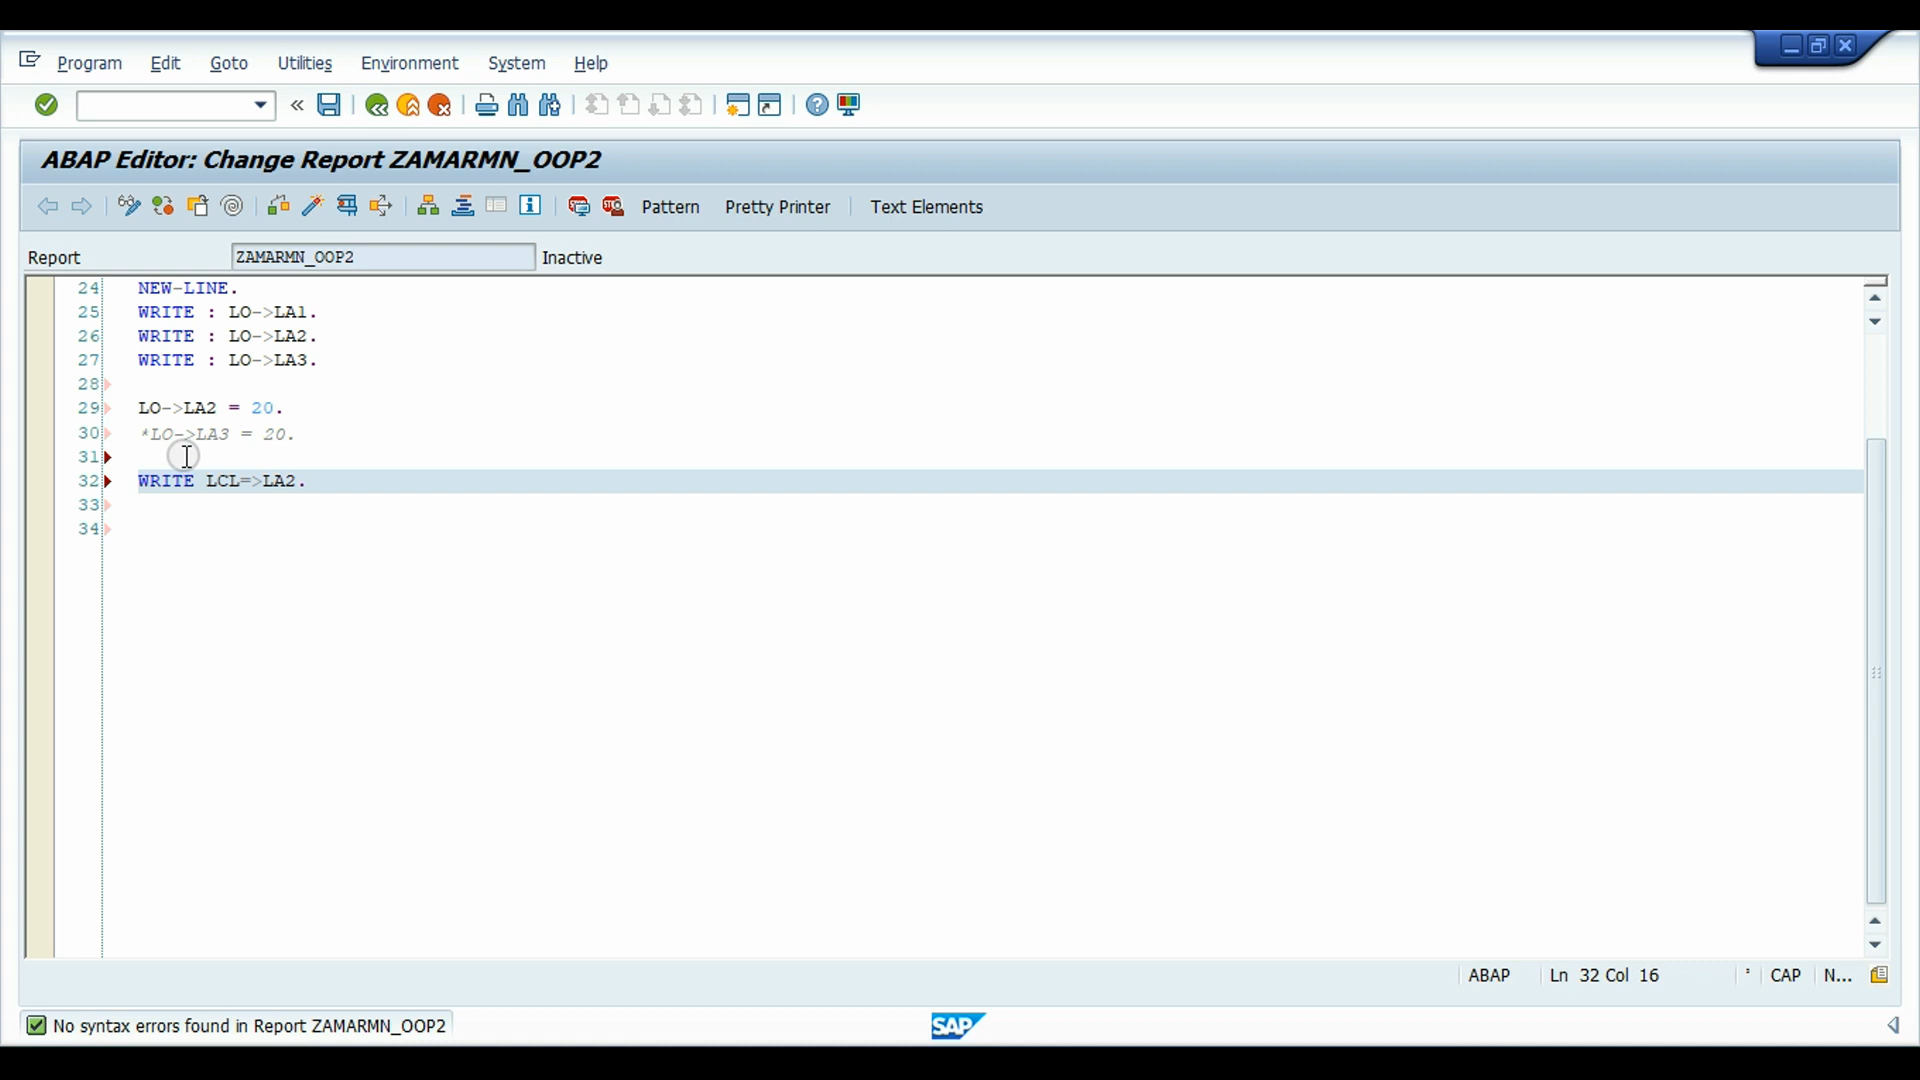 Program Edit Goto Utilities Environment System Help
ABAP Editor: Change Report ZAMARMN_OOP2
Pattern Pretty Printer Text Elements
Report ZAMARMN_OOP2 Inactive
24 NEW-LINE.
25 WRITE : LO->LA1.
26 WRITE : LO->LA2.
27 WRITE : LO->LA3.
28
29 LO->LA2 = 20.
30 *LO->LA3 = 20.
31
32 WRITE LCL=>LA2.
33
34
ABAP Ln 32 Col 16 CAP N...
No syntax errors found in Report ZAMARMN_OOP2
SAP